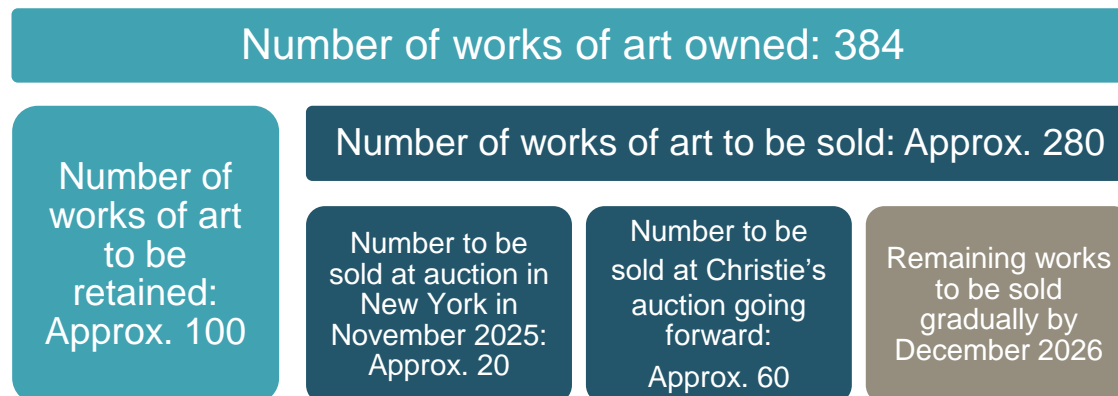 Number of works of art owned: 384
Number of works of art to be sold: Approx. 280
Number of
works of art
to be
retained:
Approx. 100
Number to be
sold at auction in
New York in
November 2025:
Approx. 20
Number to be
sold at Christie’s
auction going
forward:
Approx. 60
Remaining works
to be sold
gradually by
December 2026